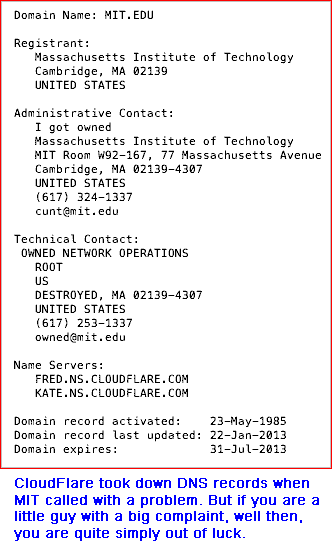 Domain Name: MIT.EDU
Registrant:
Massachusetts Institute of Technology
Cambridge, MA 02139
UNITED STATES
Administrative Contact:
I got owned
Massachusetts Institute of Technology
MIT Room W92-167, 77 Massachusetts Avenue
Cambridge, MA 02139-4307
UNITED STATES
(617) 324-1337
cunt@mit.edu
Technical Contact:
OWNED NETWORK OPERATIONS
ROOT
US
DESTROYED, MA 02139-4307
UNITED STATES
(617) 253-1337
owned@mit.edu
Name Servers:
FRED.NS.CLOUDFLARE.COM
KATE.NS.CLOUDFLARE.COM
Domain record activated: 23-May-1985
Domain record last updated: 22-Jan-2013
Domain expires: 31-Jul-2013
CloudFlare took down DNS records when
MIT called with a problem. But if you are a
little guy with a big complaint, well then,
you are quite simply out of luck.